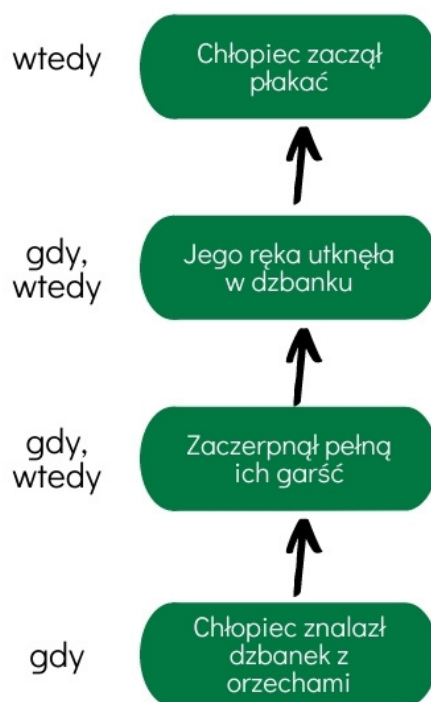 wtedy
Chłopiec zaczął
płakać
gdy,
wtedy
Jego ręka utknęła
w dzbanku
gdy,
wtedy
Zaczerpnął pełną
ich garść
gdy
Chłopiec znalazł
dzbanek z
orzechami